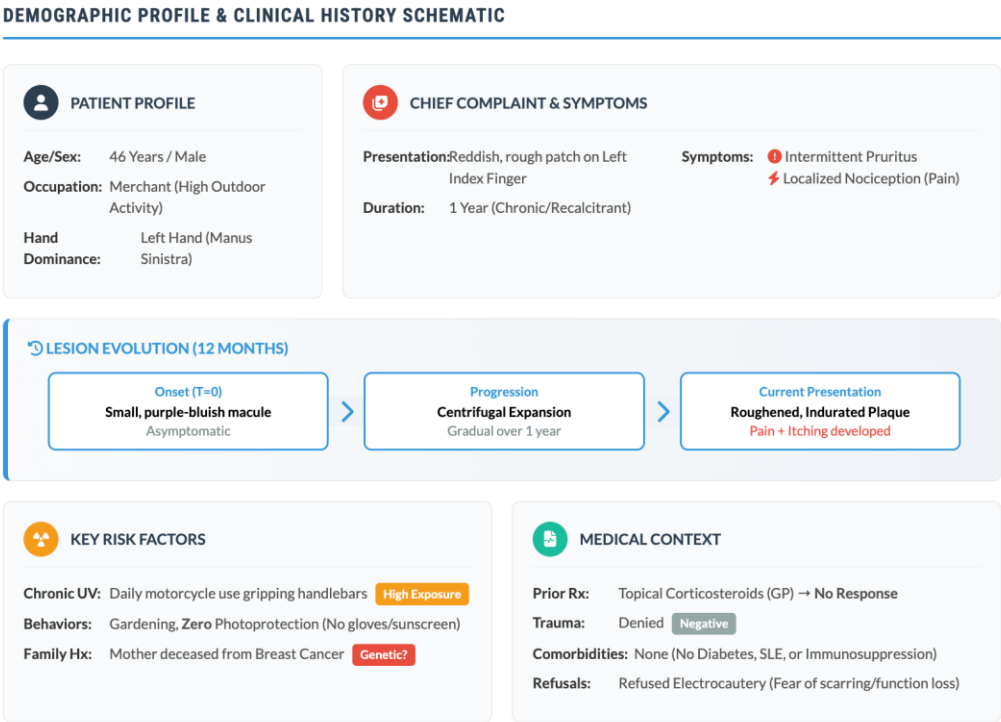 DEMOGRAPHIC PROFILE & CLINICAL HISTORY SCHEMATIC
PATIENT PROFILE
Age/Sex: 46 Years / Male
Occupation: Merchant (High Outdoor
Activity)
Hand Left Hand (Manus
Dominance: Sinistra)
CHIEF COMPLAINT & SYMPTOMS
Presentation:Reddish, rough patch on Left
Index Finger
Duration: 1 Year (Chronic/Recalcitrant)
Symptoms: Intermittent Pruritus
Localized Nociception (Pain)
LESION EVOLUTION (12 MONTHS)
Onset (T=0)
Small, purple-bluish macule
Asymptomatic
Progression
Centrifugal Expansion
Gradual over 1 year
Current Presentation
Roughened, Indurated Plaque
Pain + Itching developed
KEY RISK FACTORS
Chronic UV: Daily motorcycle use gripping handlebars High Exposure
Behaviors: Gardening, Zero Photoprotection (No gloves/sunscreen)
Family Hx: Mother deceased from Breast Cancer Genetic?
MEDICAL CONTEXT
Prior Rx: Topical Corticosteroids (GP) → No Response
Trauma: Denied Negative
Comorbidities: None (No Diabetes, SLE, or Immunosuppression)
Refusals: Refused Electrocautery (Fear of scarring/function loss)